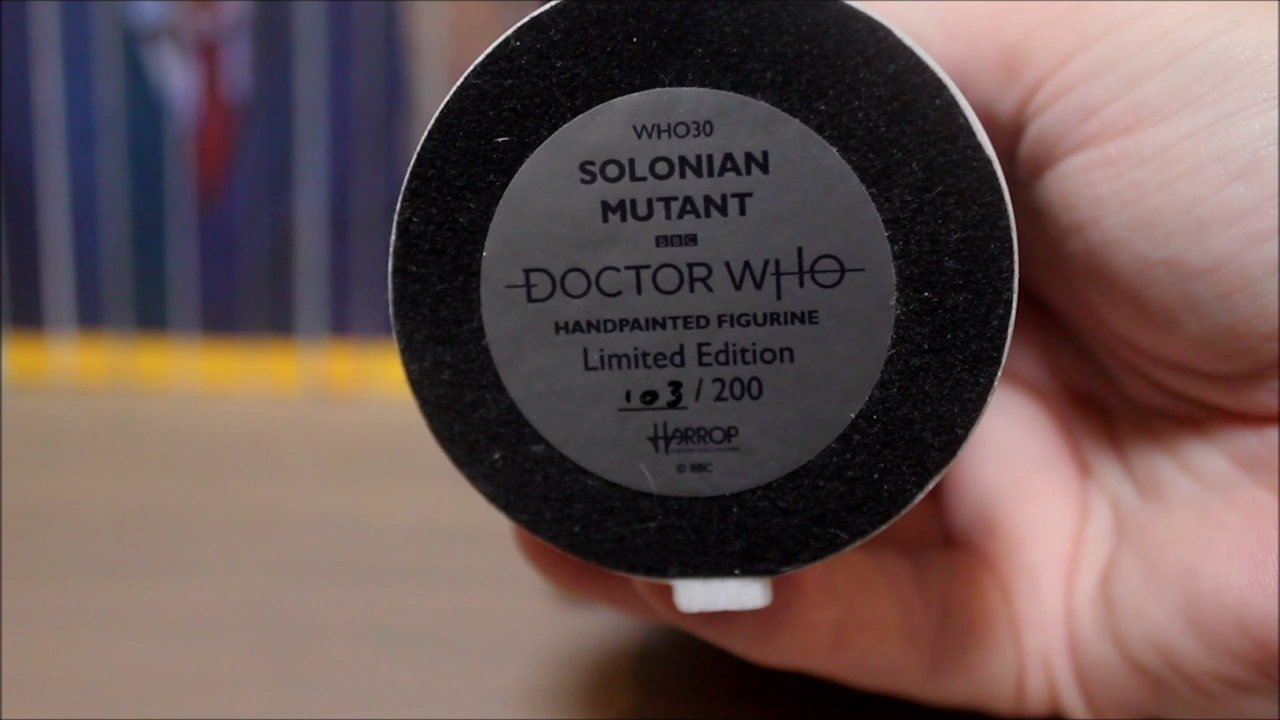 WHO30
SOLONIAN
MUTANT
BBC
DOCTOR WHO
HANDPAINTED FIGURINE
Limited Edition
103 / 200
HARROP
© BBC